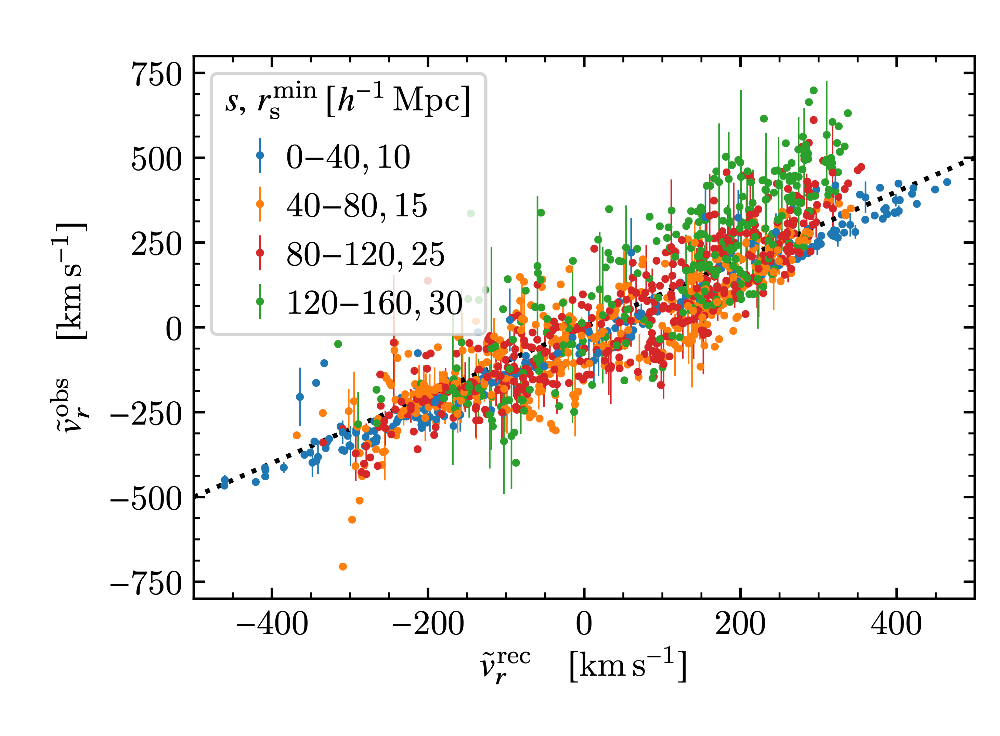 750
500
250
0
−250
−500
−750
ṽ_r^obs [km s⁻¹]
s, r_s^min [h⁻¹ Mpc]
0−40, 10
40−80, 15
80−120, 25
120−160, 30
−400 −200 0 200 400
ṽ_r^rec [km s⁻¹]